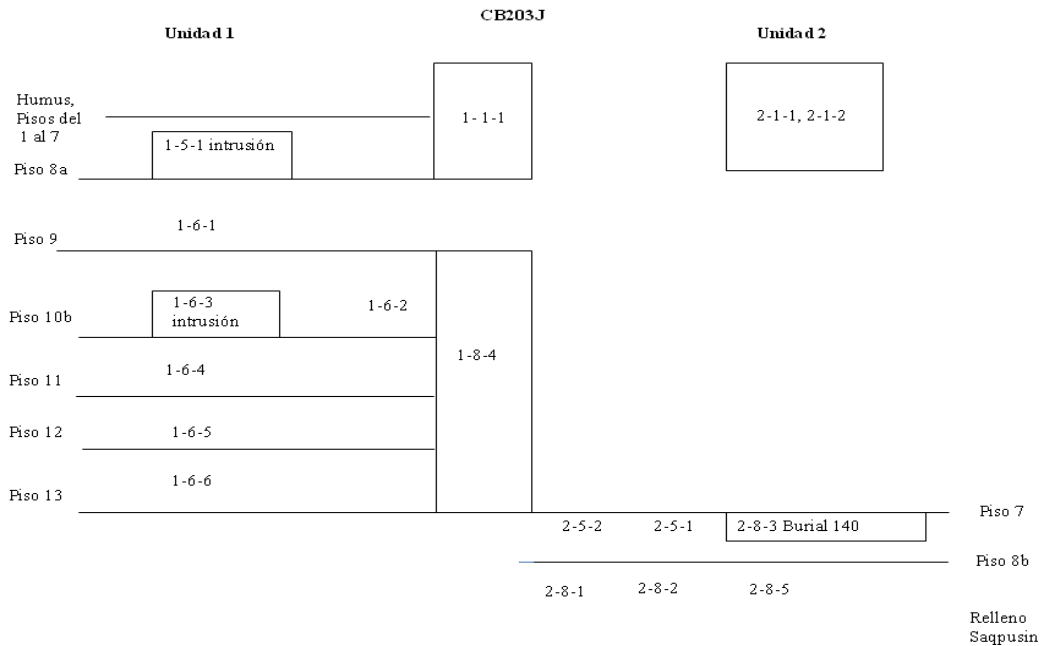 CB203J
Unidad 1
Unidad 2
Humus,
Pisos del
1 al 7
1-1-1
2-1-1, 2-1-2
1-5-1 intrusión
Piso 8a
1-6-1
Piso 9
1-6-3
intrusión
1-6-2
Piso 10b
1-8-4
1-6-4
Piso 11
Piso 12
1-6-5
1-6-6
Piso 13
2-5-2
2-5-1
2-8-3 Burial 140
Piso 7
Piso 8b
2-8-1
2-8-2
2-8-5
Relleno
Saqpusin